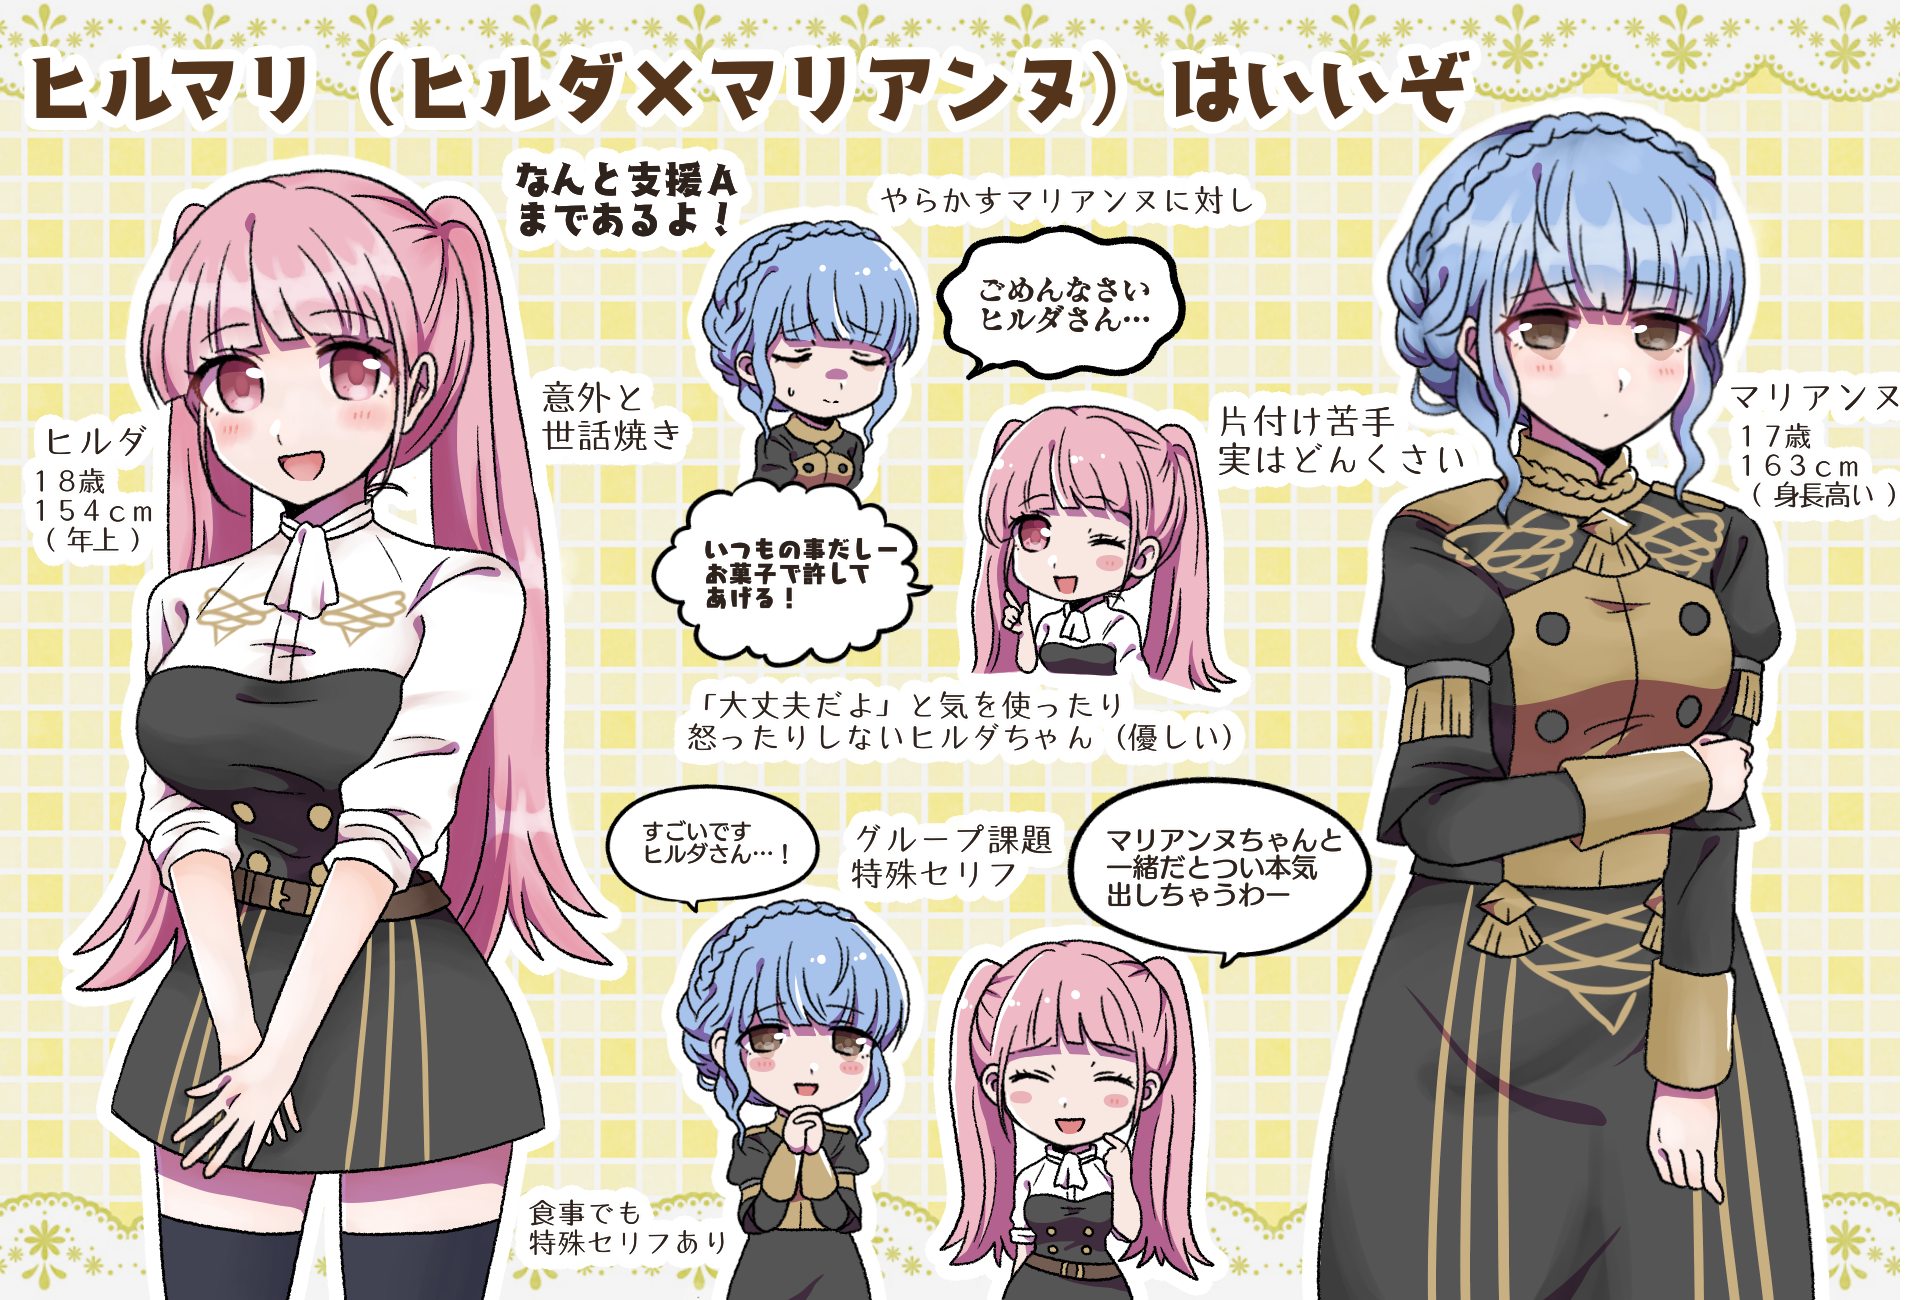 ヒルマリ（ヒルダ×マリアンヌ）はいいぞ
なんと支援A
まであるよ！
やらかすマリアンヌに対し
ごめんなさい
ヒルダさん…
意外と
世話焼き
ヒルダ
18歳
154cm
（年上）
片付け苦手
実はどんくさい
マリアンヌ
17歳
163cm
（身長高い）
いつもの事だしー
お菓子で許して
あげる！
「大丈夫だよ」と気を使ったり
怒ったりしないヒルダちゃん（優しい）
すごいです
ヒルダさん…！
グループ課題
特殊セリフ
マリアンヌちゃんと
一緒だとつい本気
出しちゃうわー
食事でも
特殊セリフあり